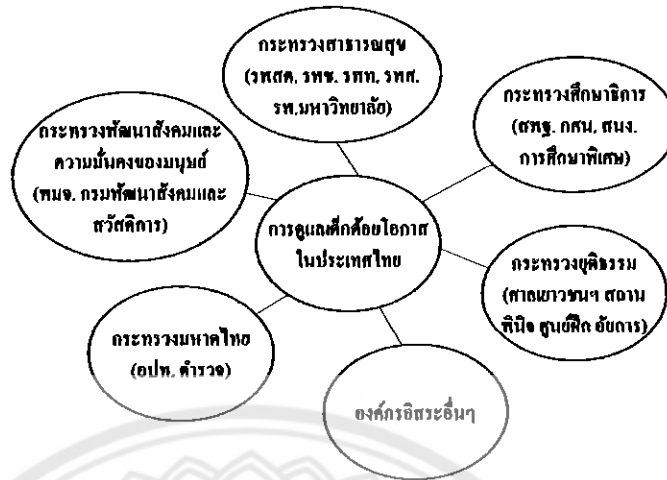 กระทรวงสาธารณสุข
(รพสต. รพช. รพท. รพส.
รพ.มหาวิทยาลัย)
กระทรวงศึกษาธิการ
(สพฐ. กศน. สนง.
การศึกษาพิเศษ)
กระทรวงพัฒนาสังคมและ
ความมั่นคงของมนุษย์
(พมจ. กรมพัฒนาสังคมและ
สวัสดิการ)
การดูแลเด็กด้อยโอกาส
ในประเทศไทย
กระทรวงยุติธรรม
(ศาลเยาวชนฯ สถาน
พินิจ ศูนย์ฝึก อัยการ)
กระทรวงมหาดไทย
(อปท. ตำรวจ)
องค์กรอิสระอื่นๆ